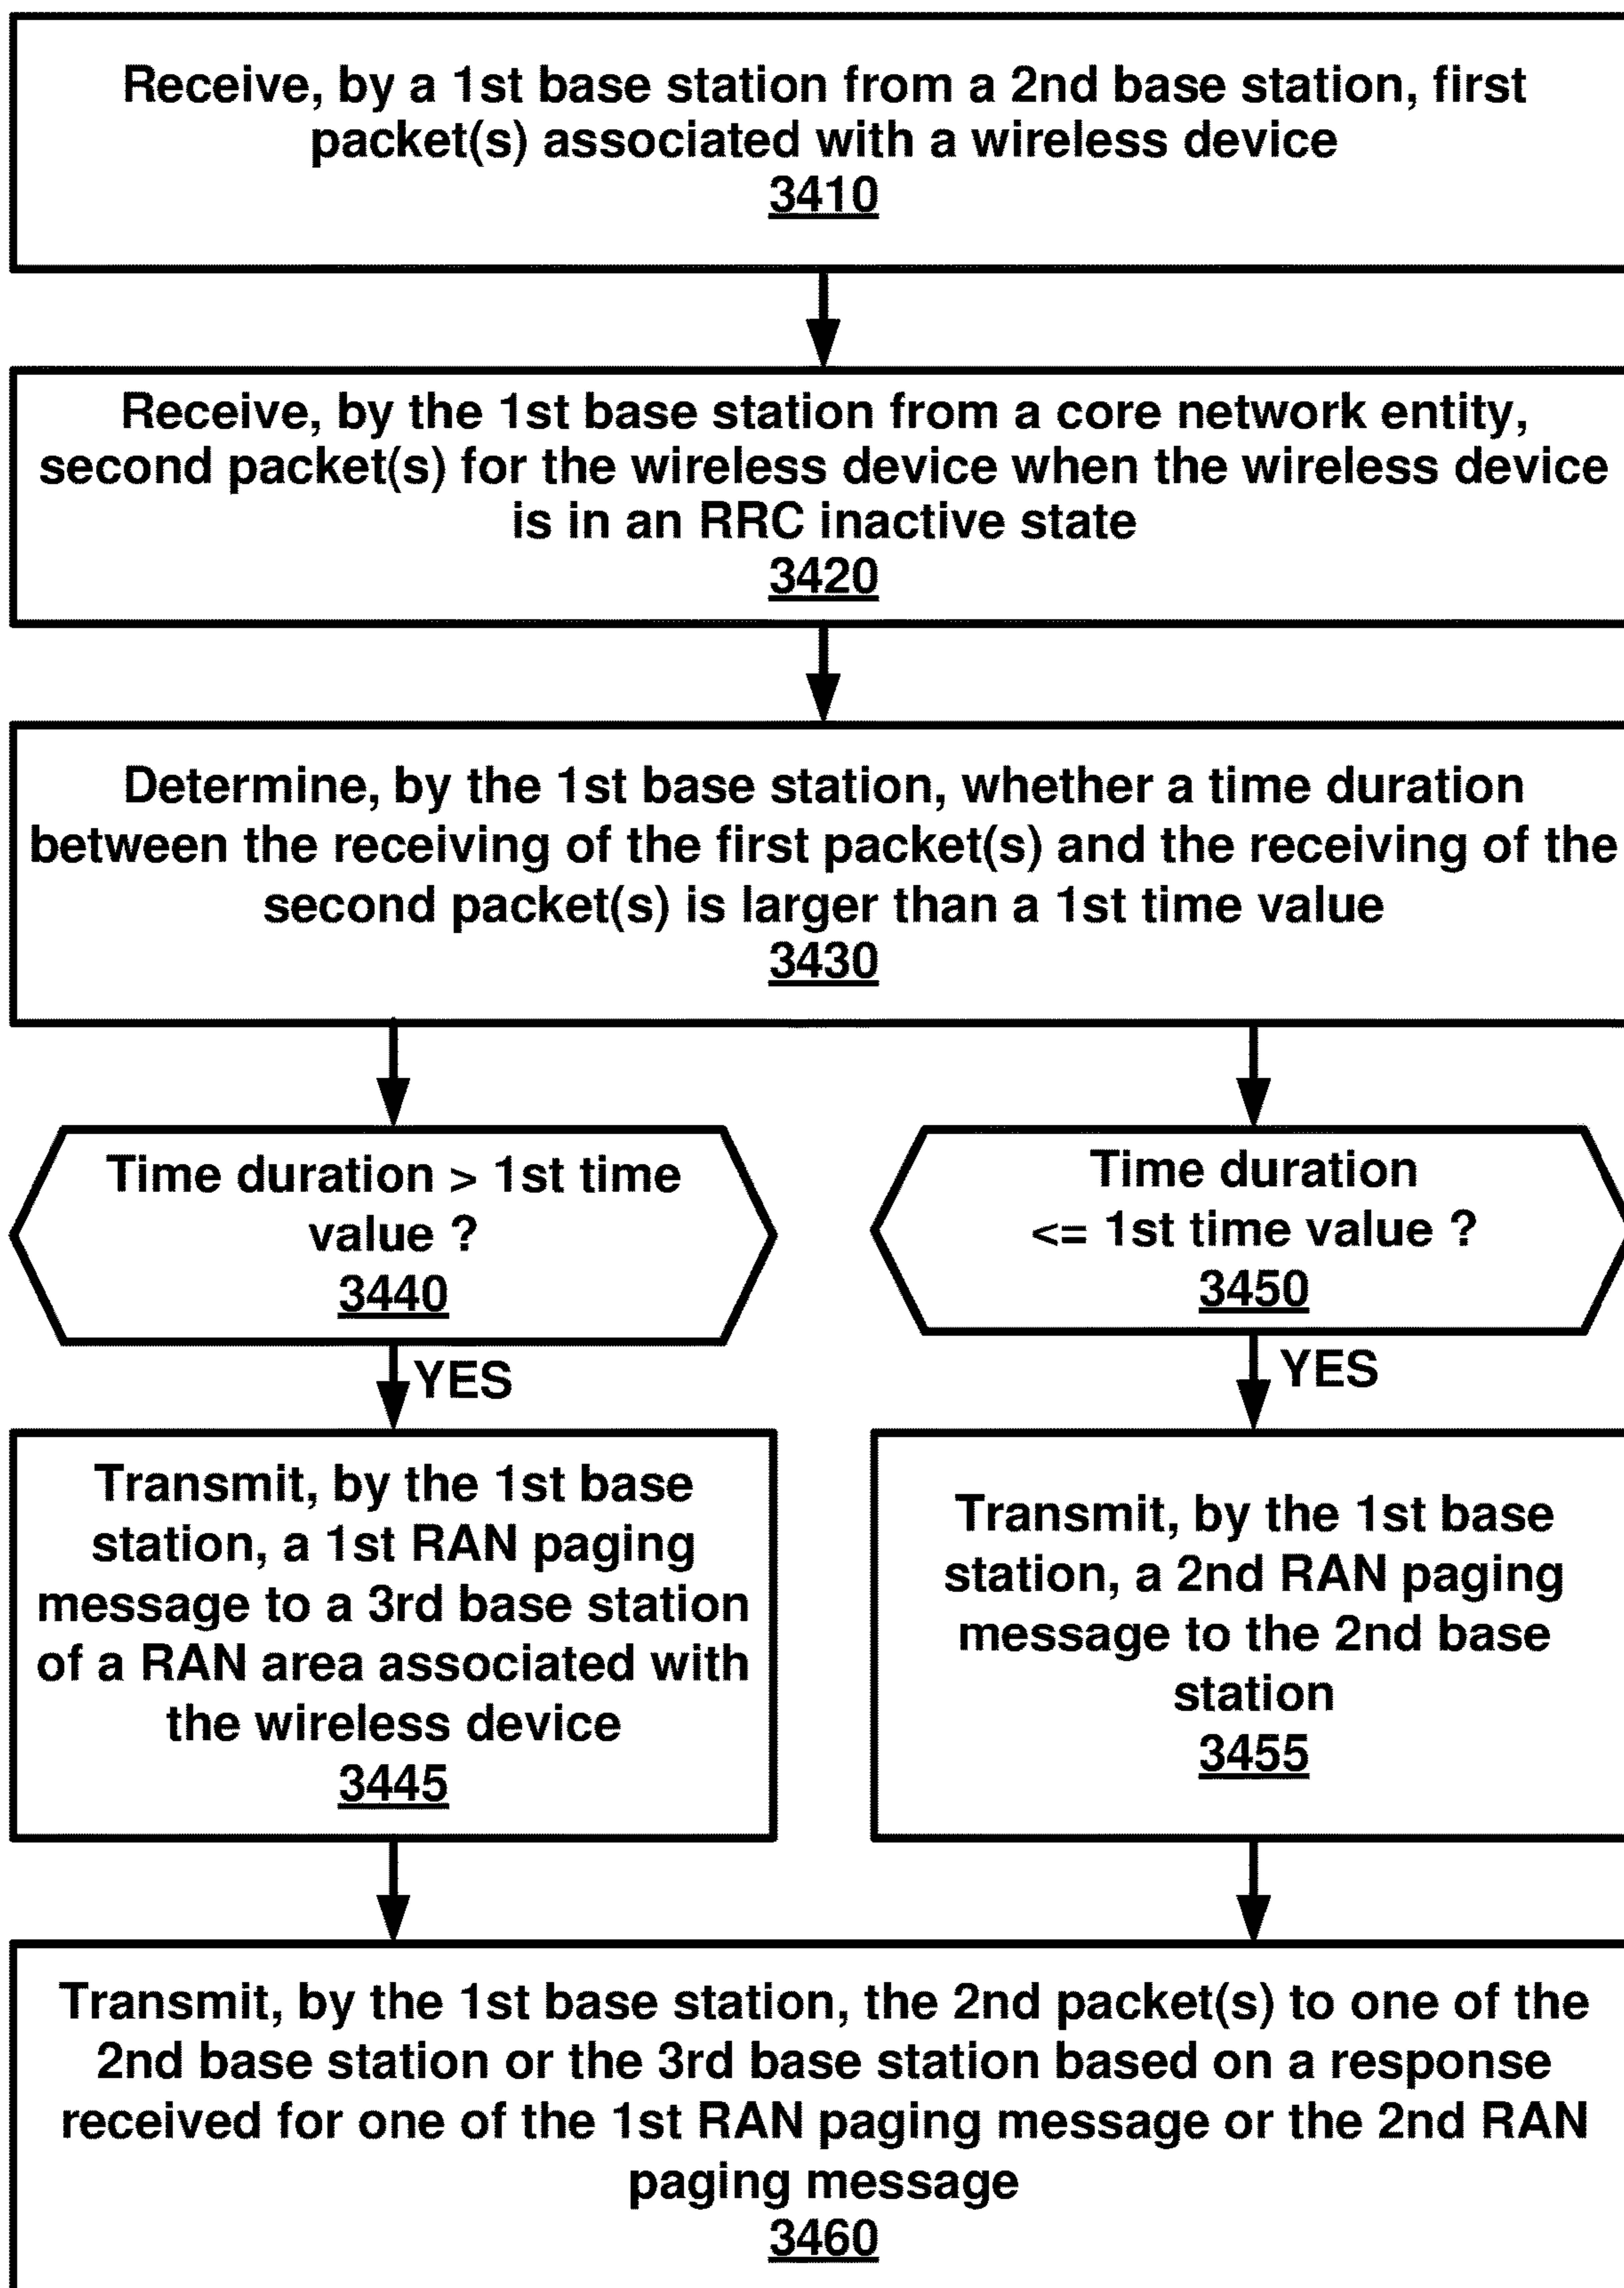 Receive, by a 1st base station from a 2nd base station, first
packet(s) associated with a wireless device
3410
Receive, by the 1st base station from a core network entity,
second packet(s) for the wireless device when the wireless device
is in an RRC inactive state
3420
Determine, by the 1st base station, whether a time duration
between the receiving of the first packet(s) and the receiving of the
second packet(s) is larger than a 1st time value
3430
Time duration > 1st time
value ?
3440
YES
Transmit, by the 1st base
station, a 1st RAN paging
message to a 3rd base station
of a RAN area associated with
the wireless device
3445
Time duration
<= 1st time value ?
3450
YES
Transmit, by the 1st base
station, a 2nd RAN paging
message to the 2nd base
station
3455
Transmit, by the 1st base station, the 2nd packet(s) to one of the
2nd base station or the 3rd base station based on a response
received for one of the 1st RAN paging message or the 2nd RAN
paging message
3460